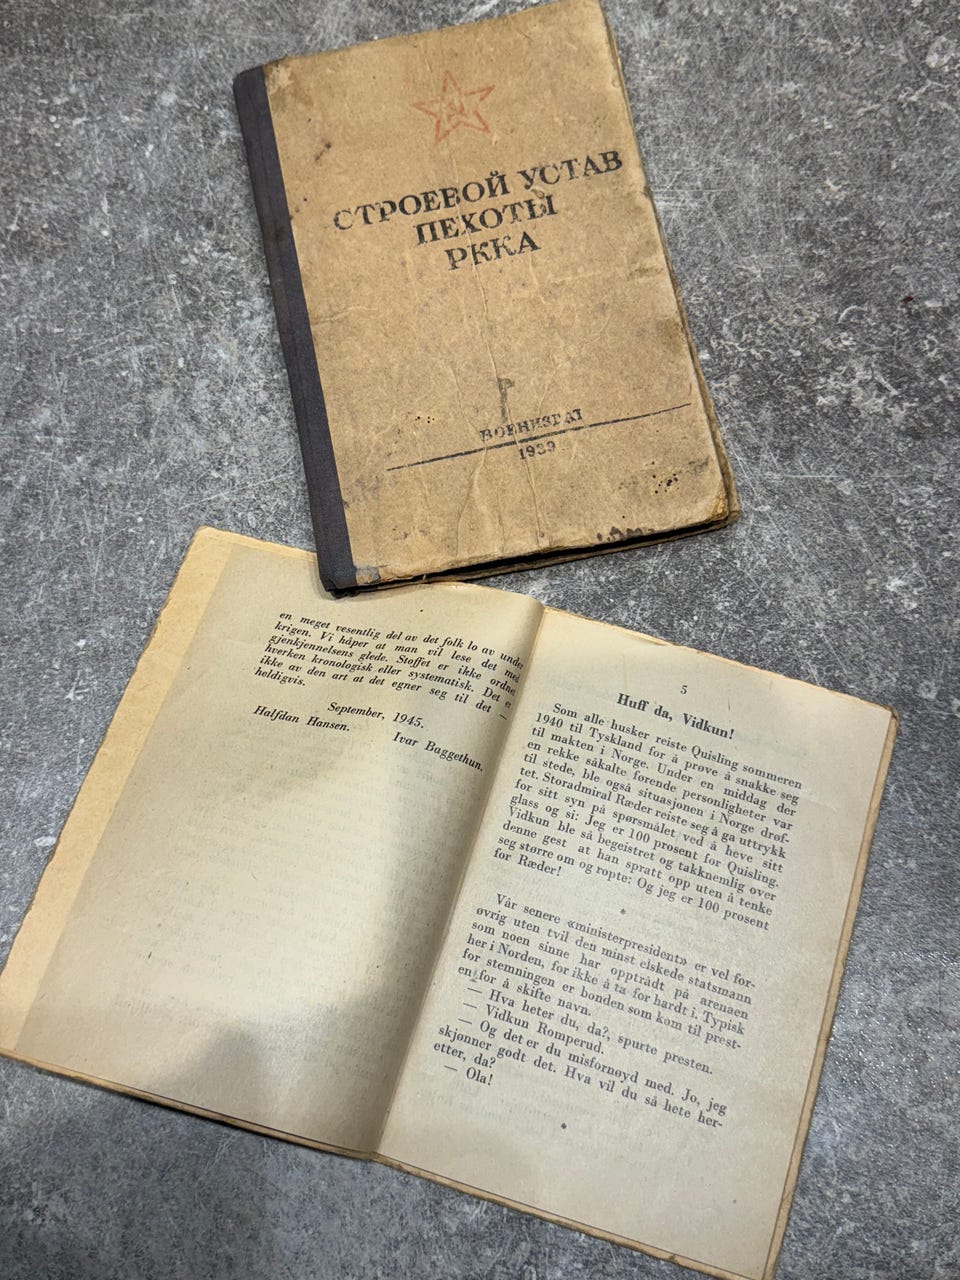 СТРОЕВОЙ УСТАВ
ПЕХОТЫ
РККА
ВОЕНИЗДАТ
1939
en meget vesentlig del av det folk lo av under
krigen. Vi håper at man vil lese det med
gjenkjennelsens glede. Stoffet er ikke ordnet
hverken kronologisk eller systematisk. Det er
ikke av den art at det egner seg til det —
heldigvis.
September, 1945.
Halfdan Hansen.
Ivar Baggethun.
5
Huff da, Vidkun!
Som alle husker reiste Quisling sommeren
1940 til Tyskland for å prøve å snakke seg
til makten i Norge. Under en middag der
en rekke såkalte førende personligheter var
til stede, ble også situasjonen i Norge drøf-
tet. Storadmiral Ræder reiste seg å ga uttrykk
for sitt syn på spørsmålet ved å heve sitt
glass og si: Jeg er 100 prosent for Quisling.
Vidkun ble så begeistret og takknemlig over
denne gest at han spratt opp uten å tenke
seg større om og ropte: Og jeg er 100 prosent
for Ræder!
*
Vår senere «ministerpresident» er vel for-
øvrig uten tvil den minst elskede statsmann
som noen sinne har opptrådt på arenaen
her i Norden, for ikke å ta for hardt i. Typisk
for stemningen er bonden som kom til prest-
en for å skifte navn.
— Hva heter du, da?, spurte presten.
— Vidkun Romperud.
— Og det er du misfornøyd med. Jo, jeg
skjønner godt det. Hva vil du så hete her-
etter, da?
— Ola!
*